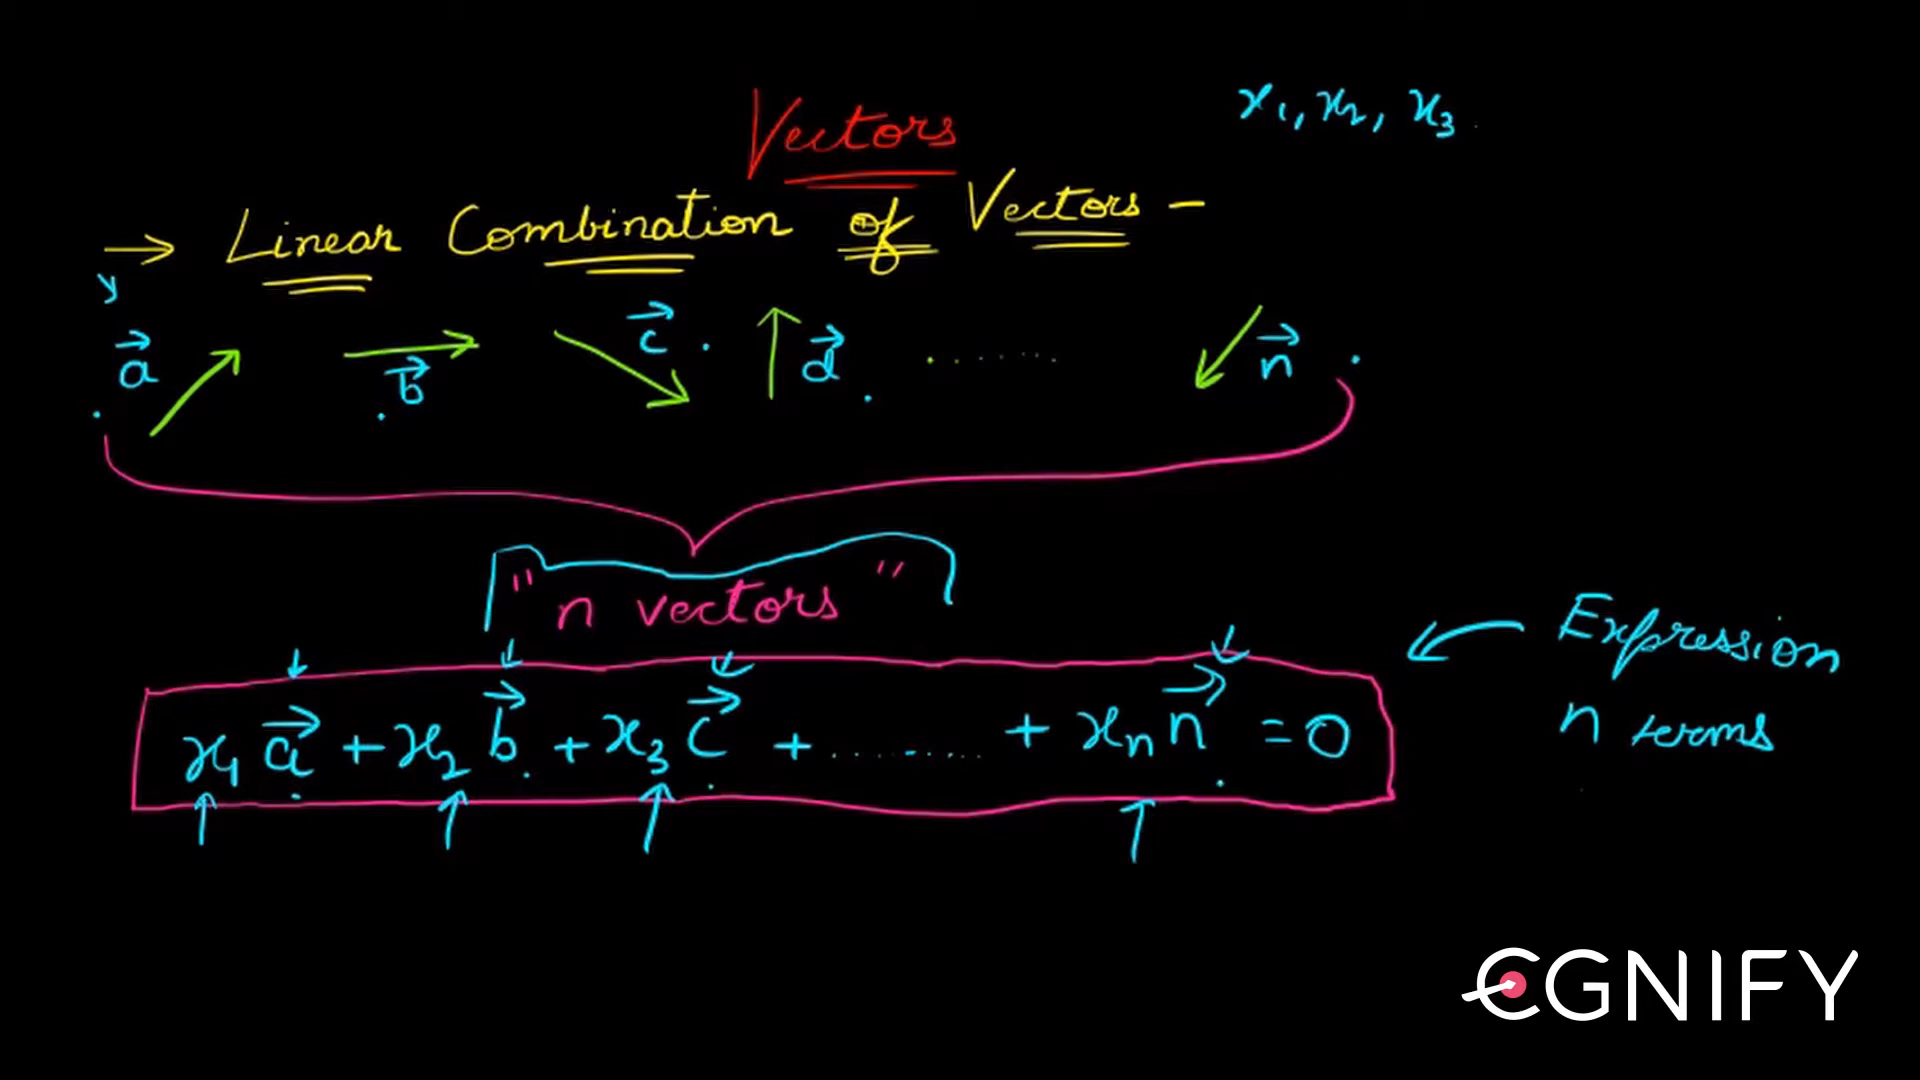 Vectors
x₁, x₂, x₃
→ Linear Combination of Vectors -
a⃗ b⃗ c⃗ d⃗ ........ n⃗
" n vectors "
x₁ a⃗ + x₂ b⃗ + x₃ c⃗ + ........ + xₙ n⃗ = 0
Expression
n terms
CGNIFY